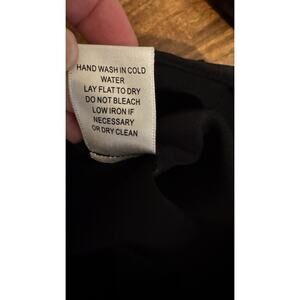 HAND WASH IN COLD
WATER
LAY FLAT TO DRY
DO NOT BLEACH
LOW IRON IF
NECESSARY
OR DRY CLEAN